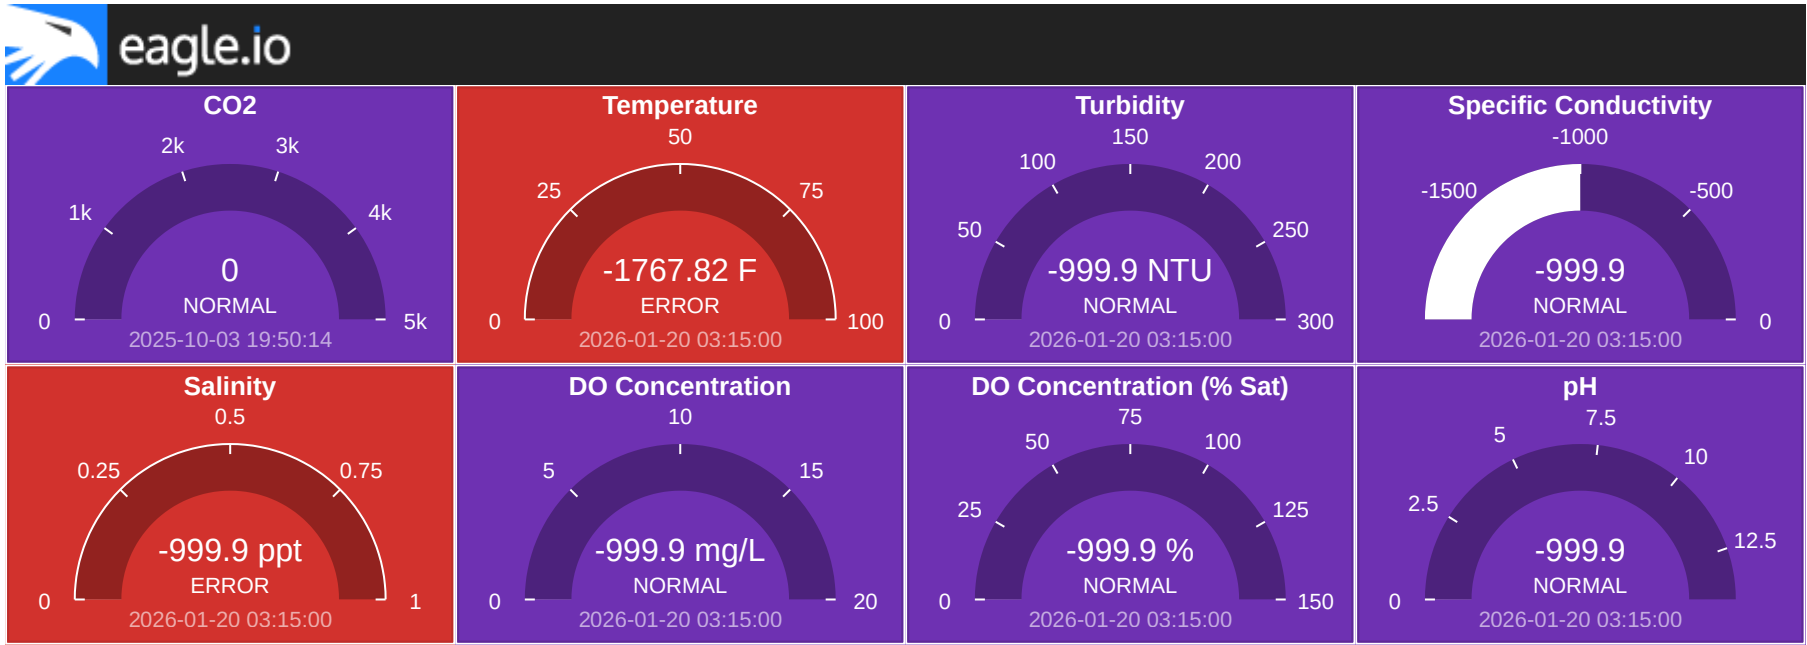 eagle.io
CO2
2k 3k
1k 4k
0
NORMAL
0 5k
2025-10-03 19:50:14
Temperature
50
25 75
-1767.82 F
ERROR
0 100
2026-01-20 03:15:00
Turbidity
150
100 200
50 250
-999.9 NTU
NORMAL
0 300
2026-01-20 03:15:00
Specific Conductivity
-1000
-1500 -500
-999.9
NORMAL
0
2026-01-20 03:15:00
Salinity
0.5
0.25 0.75
-999.9 ppt
ERROR
0 1
2026-01-20 03:15:00
DO Concentration
10
5 15
-999.9 mg/L
NORMAL
0 20
2026-01-20 03:15:00
DO Concentration (% Sat)
75
50 100
25 125
-999.9 %
NORMAL
0 150
2026-01-20 03:15:00
pH
7.5
5 10
2.5 12.5
-999.9
NORMAL
0
2026-01-20 03:15:00